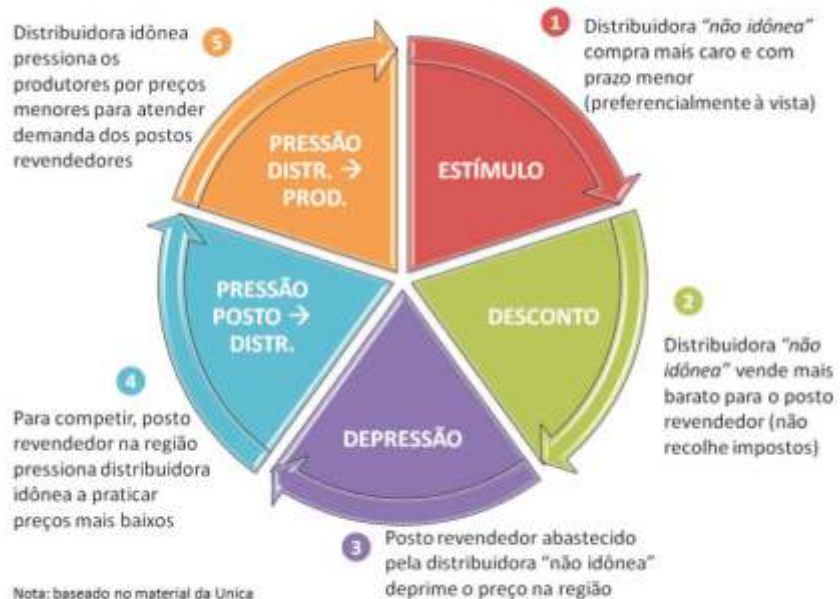 1
Distribuidora "não idônea"
compra mais caro e com
prazo menor
(preferencialmente à vista)
ESTÍMULO
2
Distribuidora "não
idônea" vende mais
barato para o posto
revendedor (não
recolhe impostos)
DESCONTO
3
Posto revendedor abastecido
pela distribuidora "não idônea"
deprime o preço na região
DEPRESSÃO
4
Para competir, posto
revendedor na região
pressiona distribuidora
idônea a praticar
preços mais baixos
PRESSÃO
POSTO →
DISTR.
5
Distribuidora idônea
pressiona os
produtores por preços
menores para atender
demanda dos postos
revendedores
PRESSÃO
DISTR. →
PROD.
Nota: baseado no material da Unica